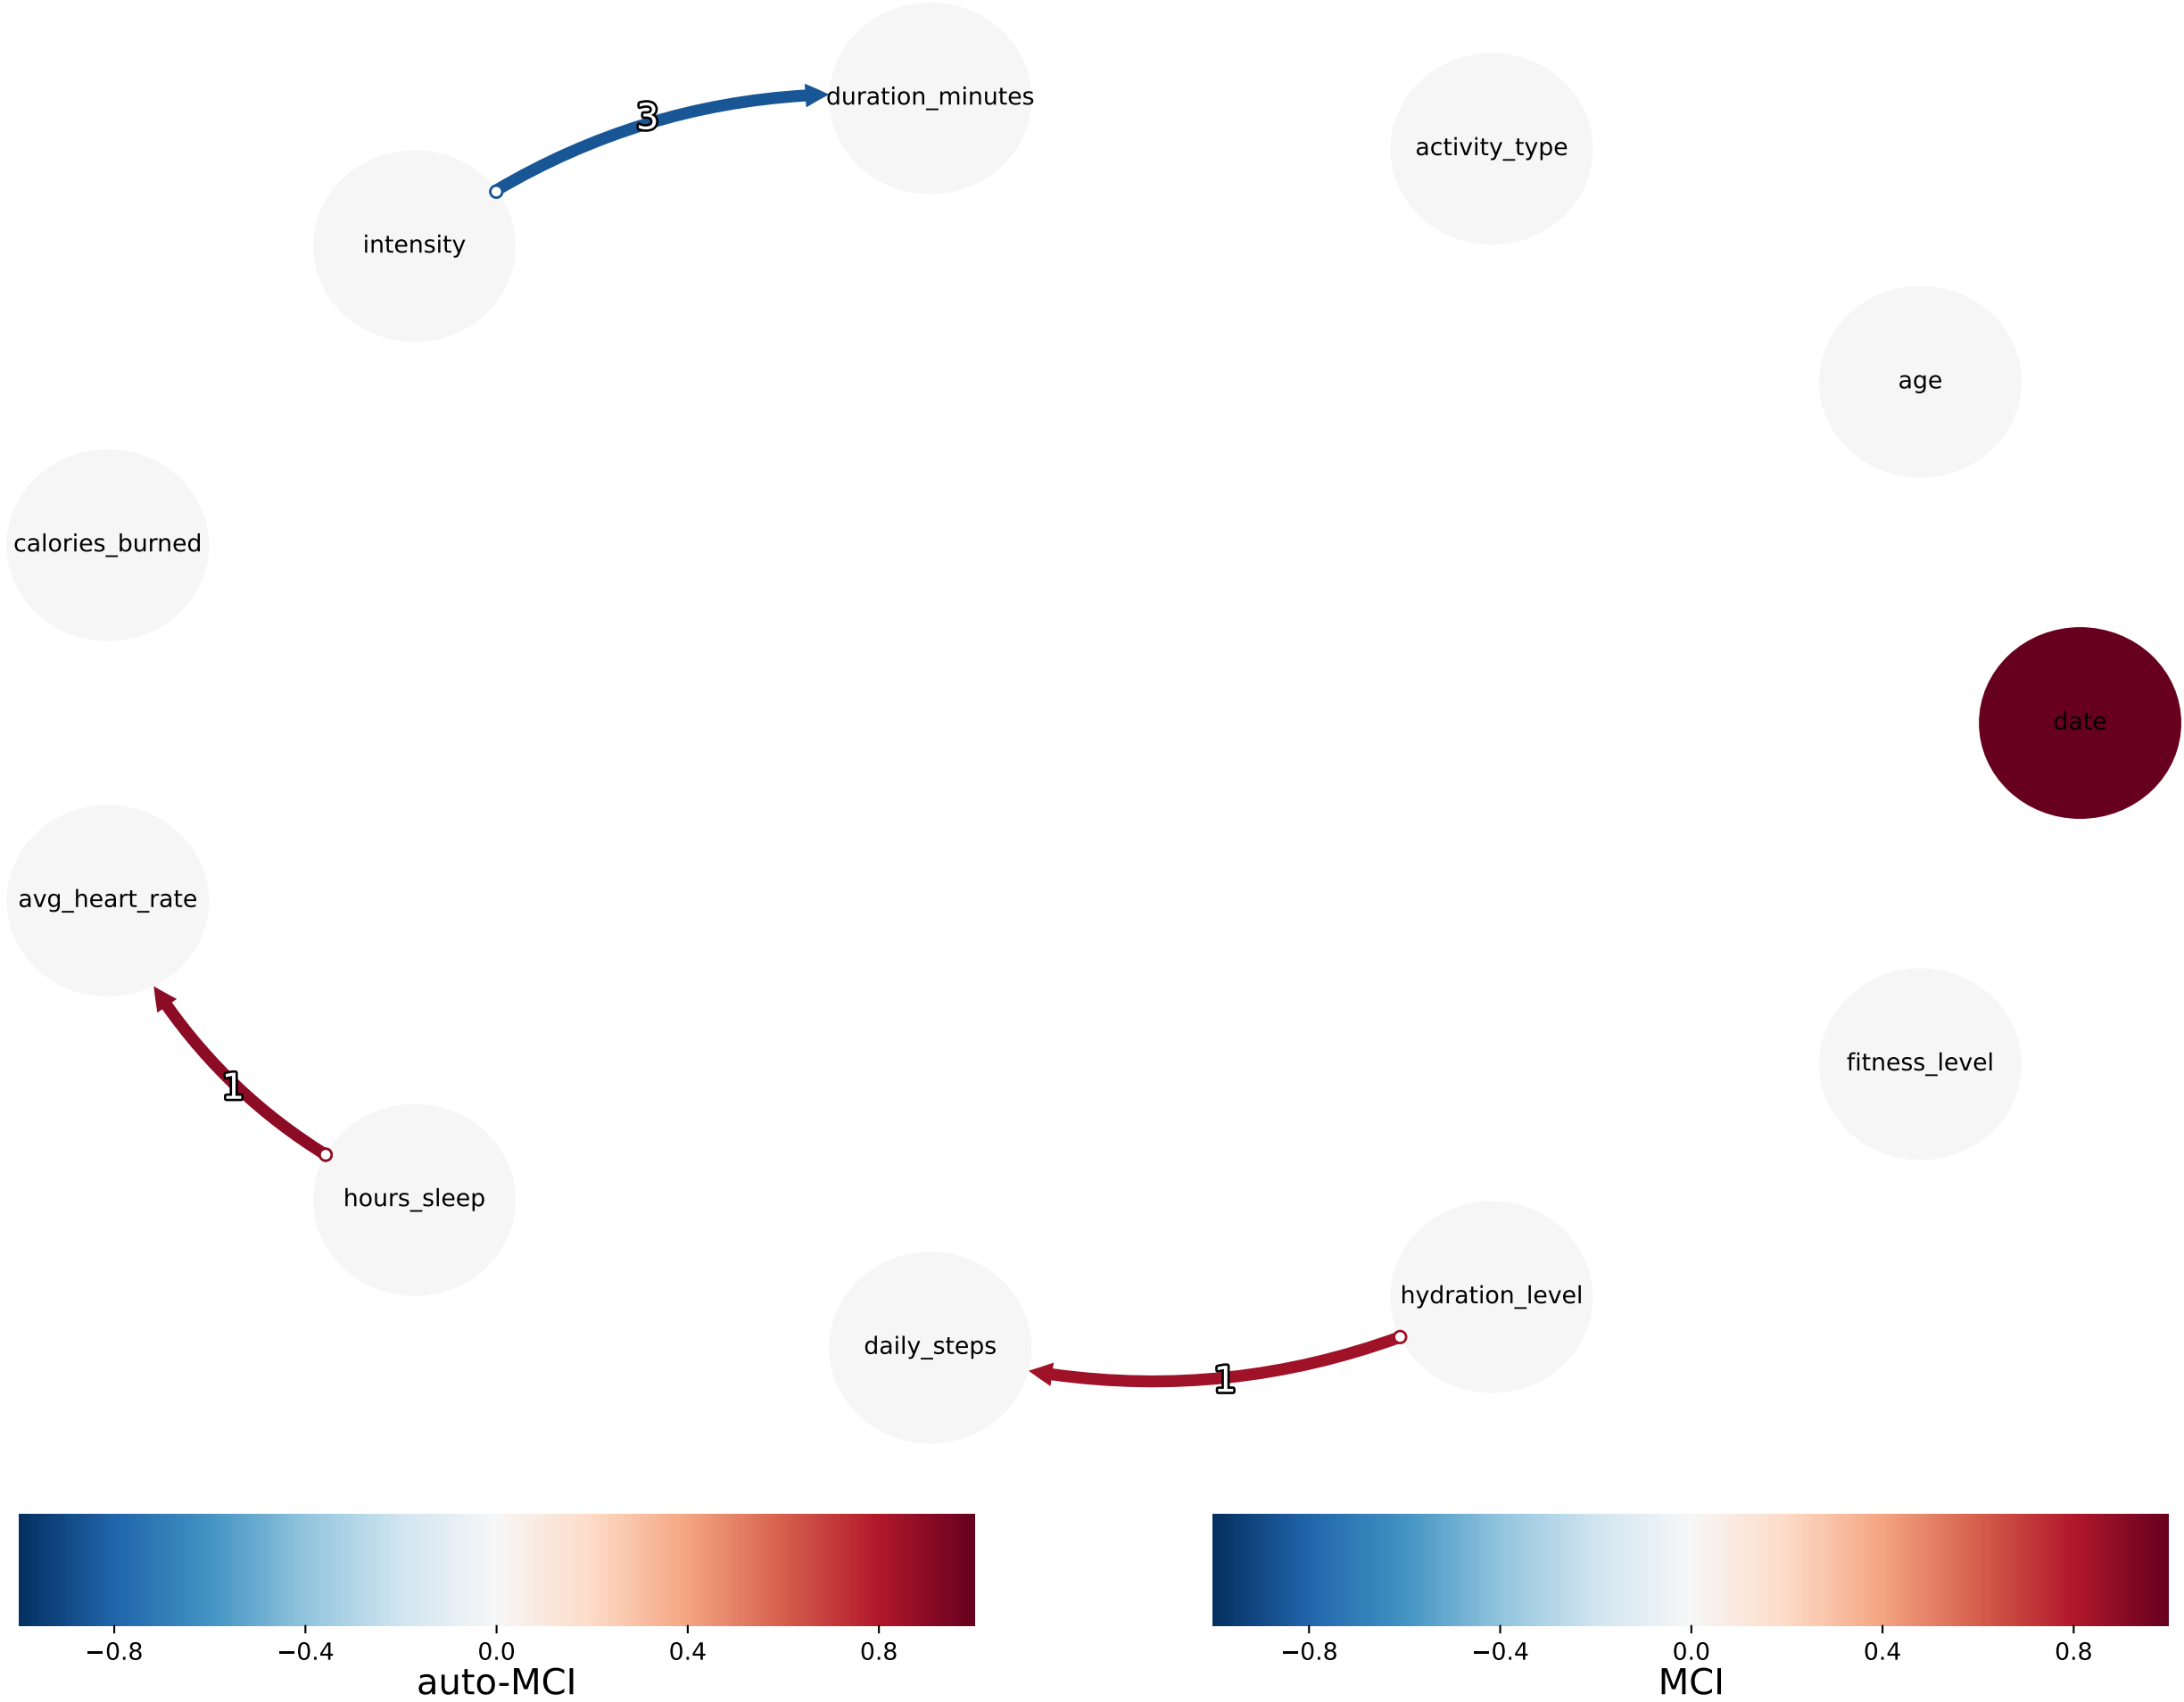 duration_minutes
3
activity_type
intensity
age
calories_burned
date
avg_heart_rate
fitness_level
1
hours_sleep
hydration_level
daily_steps
1
−0.8 −0.4 0.0 0.4 0.8
auto-MCI
−0.8 −0.4 0.0 0.4 0.8
MCI